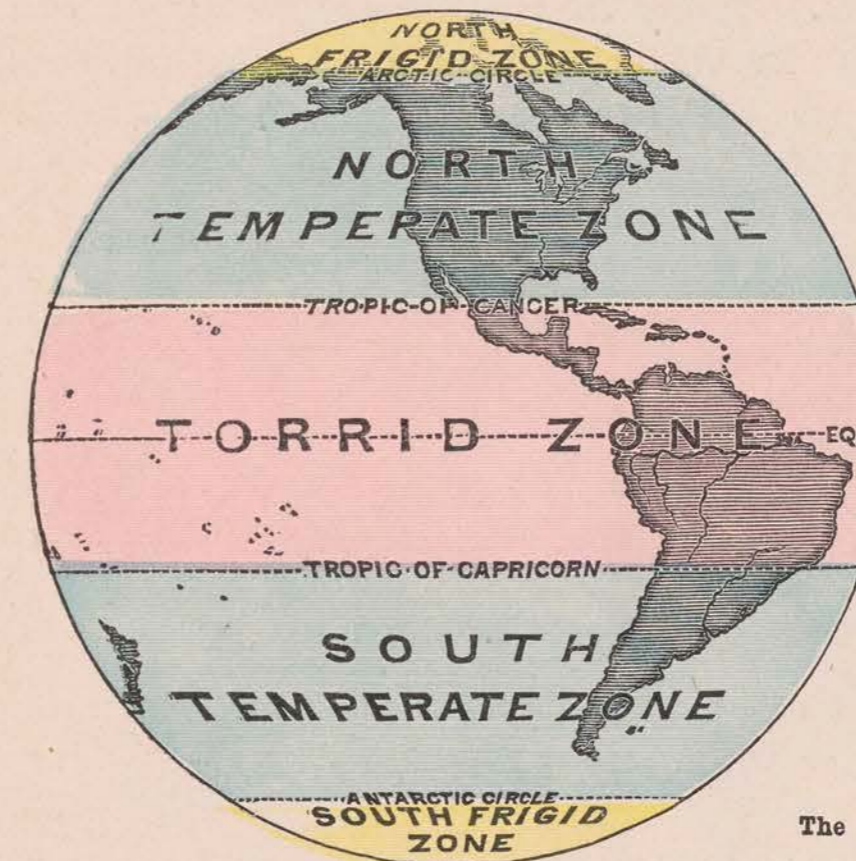 NORTH
FRIGID ZONE
ARCTIC CIRCLE
NORTH
TEMPERATE ZONE
TROPIC OF CANCER
TORRID ZONE EQ
TROPIC OF CAPRICORN
SOUTH
TEMPERATE ZONE
ANTARCTIC CIRCLE
SOUTH FRIGID
ZONE
The